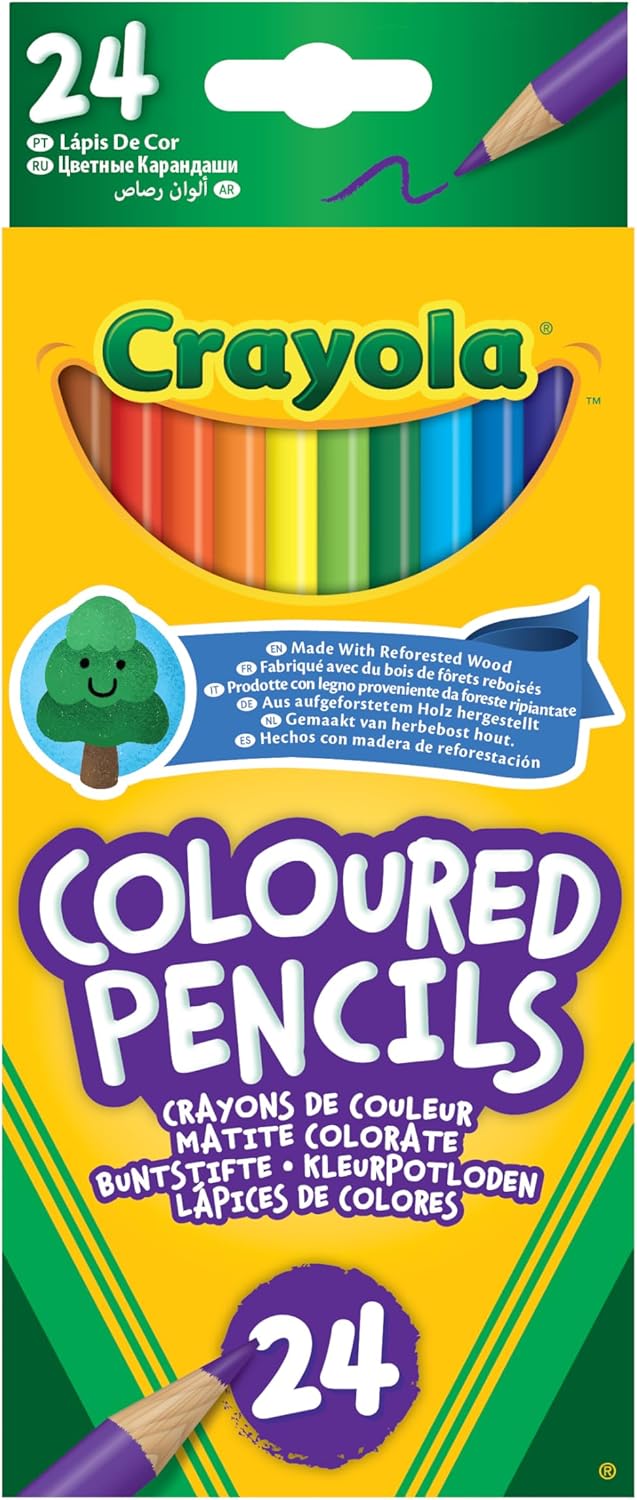 24
PT Lápis De Cor
RU Цветные Карандаши
ألوان رصاص AR
Crayola®
™
EN Made With Reforested Wood
FR Fabriqué avec du bois de fôrets reboisés
IT Prodotte con legno proveniente da foreste ripiantate
DE Aus aufgeforstetem Holz hergestellt
NL Gemaakt van herbebost hout.
ES Hechos con madera de reforestación
COLOURED
PENCILS
CRAYONS DE COULEUR
MATITE COLORATE
BUNTSTIFTE • KLEURPOTLODEN
LÁPICES DE COLORES
24
®